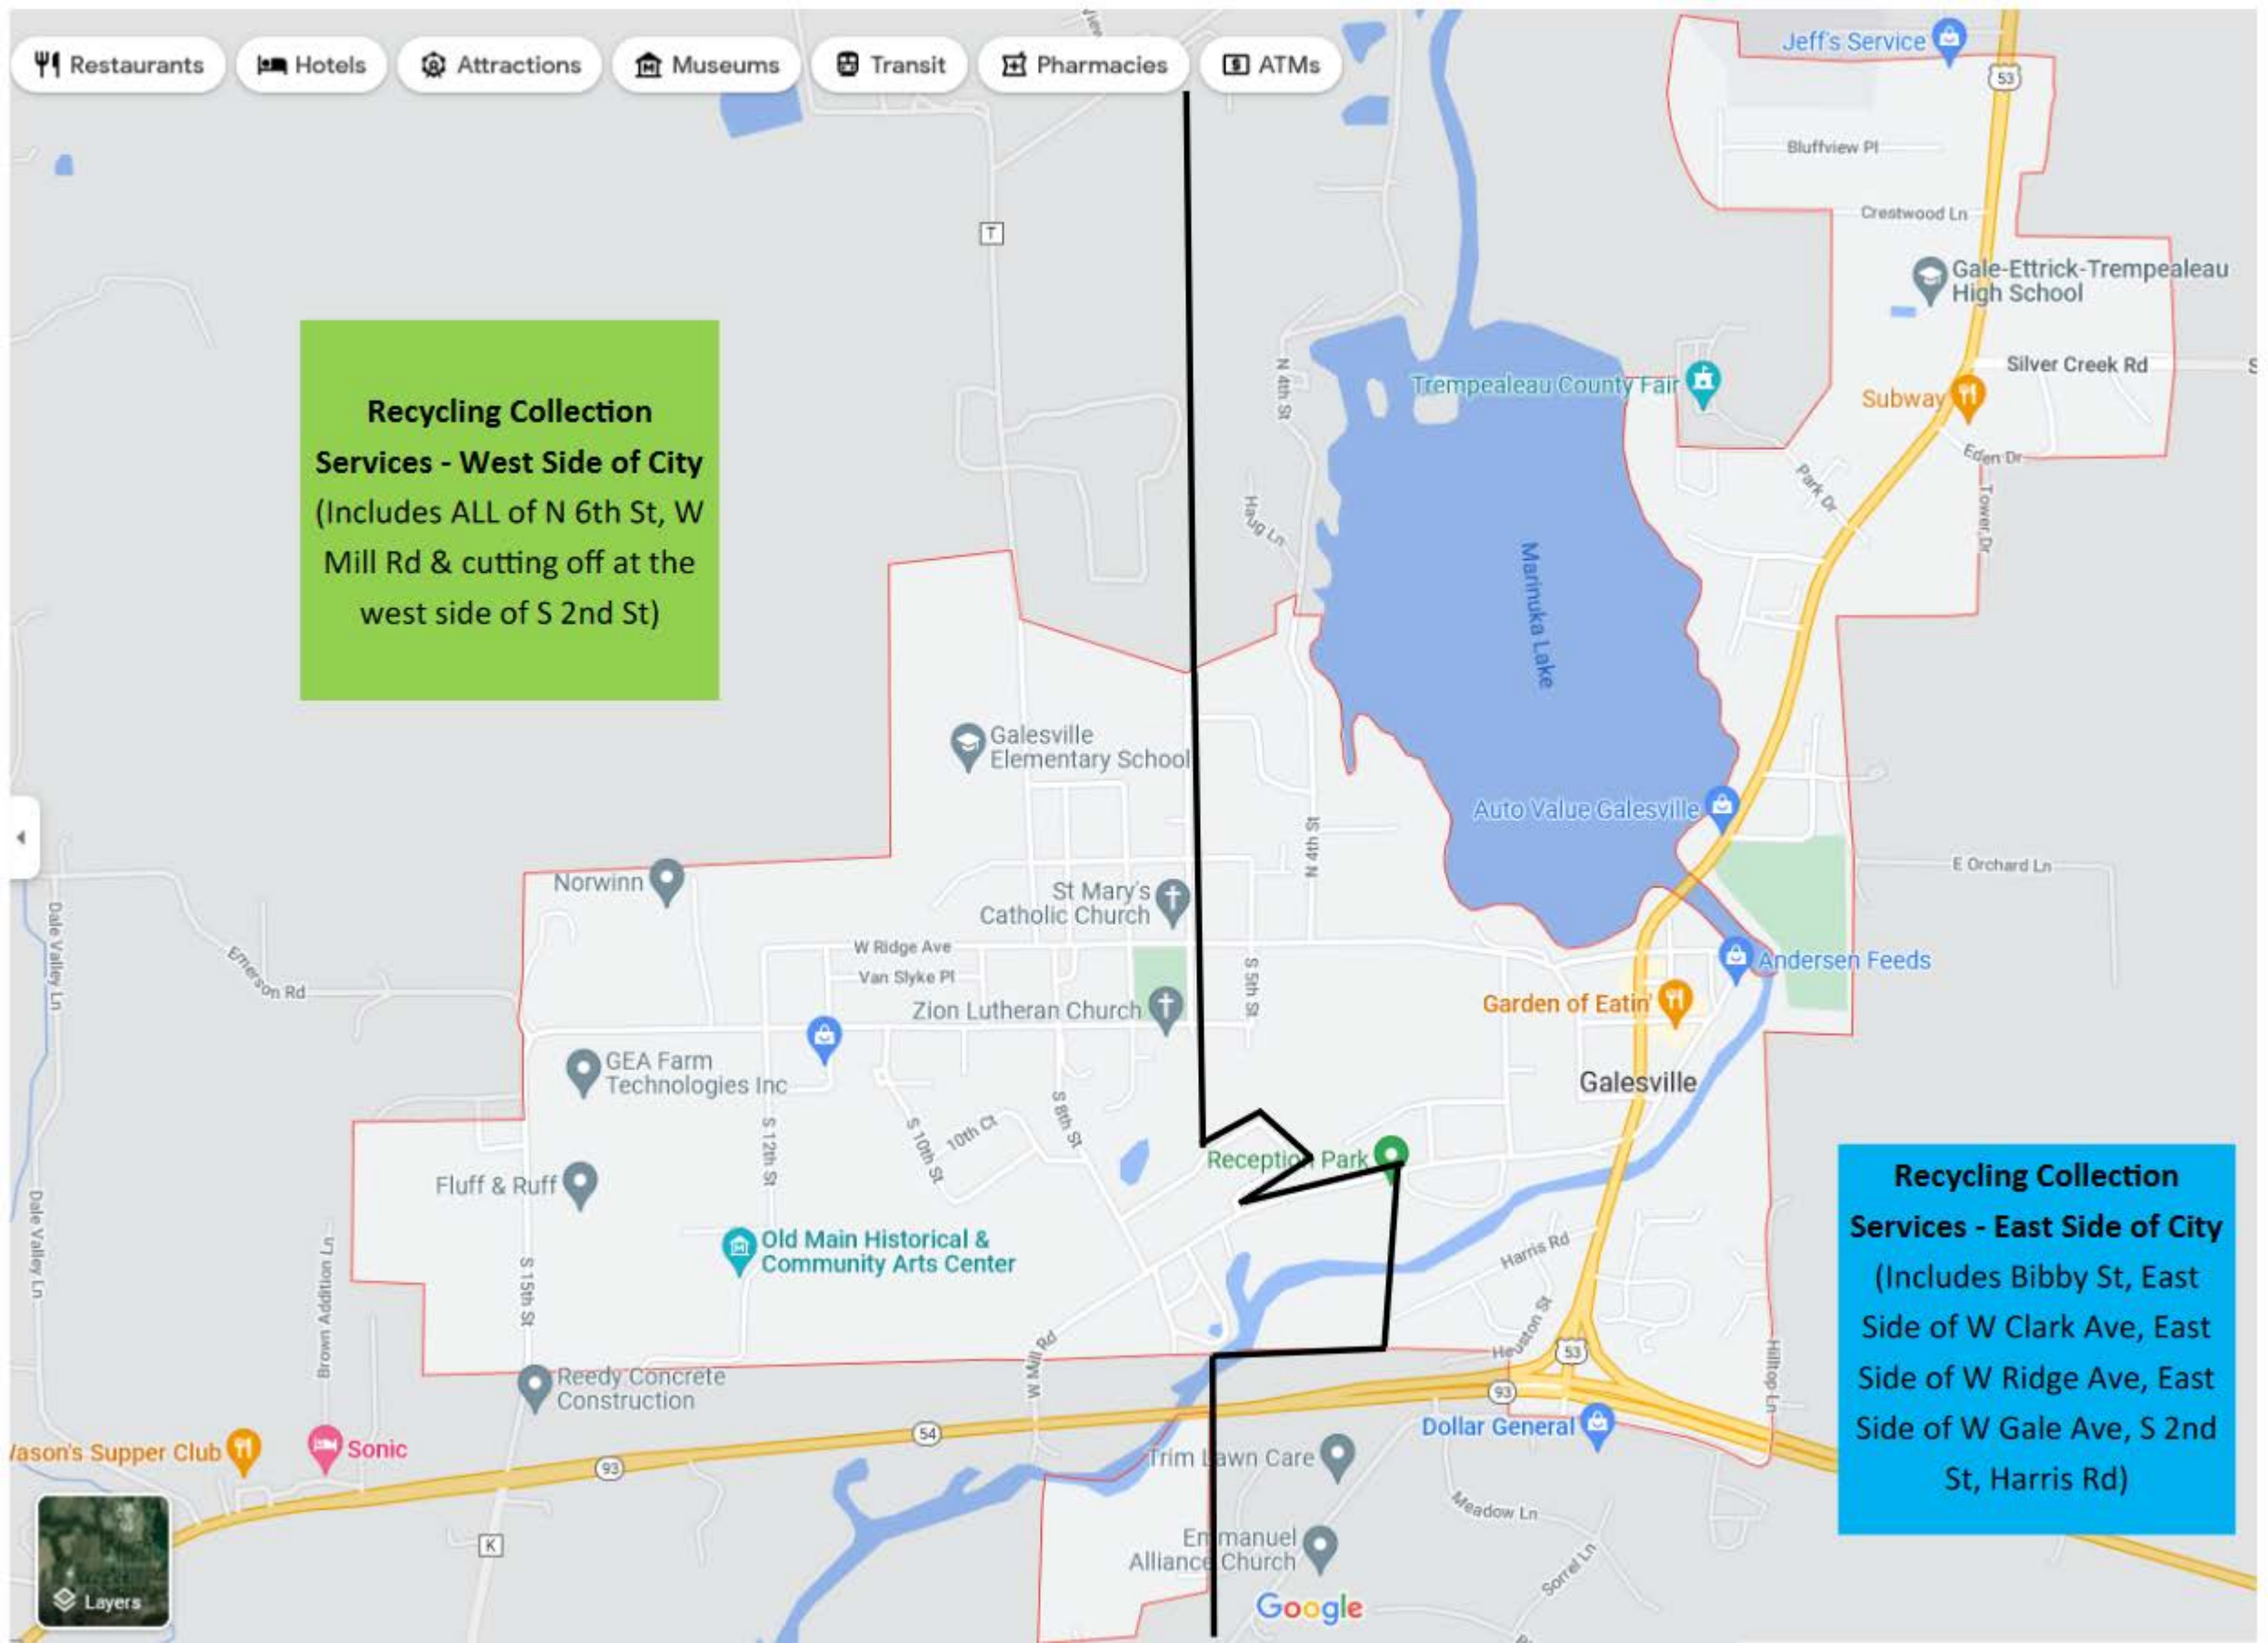 Restaurants
Hotels
Attractions
Museums
Transit
Pharmacies
ATMs
Jeff's Service
53
Bluffview Pl
Crestwood Ln
T
Gale-Ettrick-Trempealeau
High School
Silver Creek Rd
Subway
Trempealeau County Fair
N 4th St
Eden Dr
Park Dr
Tower Dr
Haug Ln
Marinuka Lake
Recycling Collection
Services - West Side of City
(Includes ALL of N 6th St, W
Mill Rd & cutting off at the
west side of S 2nd St)
Galesville
Elementary School
Auto Value Galesville
N 4th St
E Orchard Ln
Norwinn
St Mary's
Catholic Church
Dale Valley Ln
Emerson Rd
W Ridge Ave
Van Slyke Pl
S 5th St
Andersen Feeds
Garden of Eatin'
Zion Lutheran Church
GEA Farm
Technologies Inc
Galesville
S 8th St
10th Ct
S 10th St
S 12th St
Reception Park
Fluff & Ruff
Dale Valley Ln
Old Main Historical &
Community Arts Center
Harris Rd
S 15th St
Brown Addition Ln
Heuston St
W Mill Rd
53
Hilltop Ln
93
Reedy Concrete
Construction
Dollar General
54
Sonic
93
Trim Lawn Care
Meadow Ln
K
Emmanuel
Alliance Church
Sorrel Ln
Layers
Google
Recycling Collection
Services - East Side of City
(Includes Bibby St, East
Side of W Clark Ave, East
Side of W Ridge Ave, East
Side of W Gale Ave, S 2nd
St, Harris Rd)
Supper Club